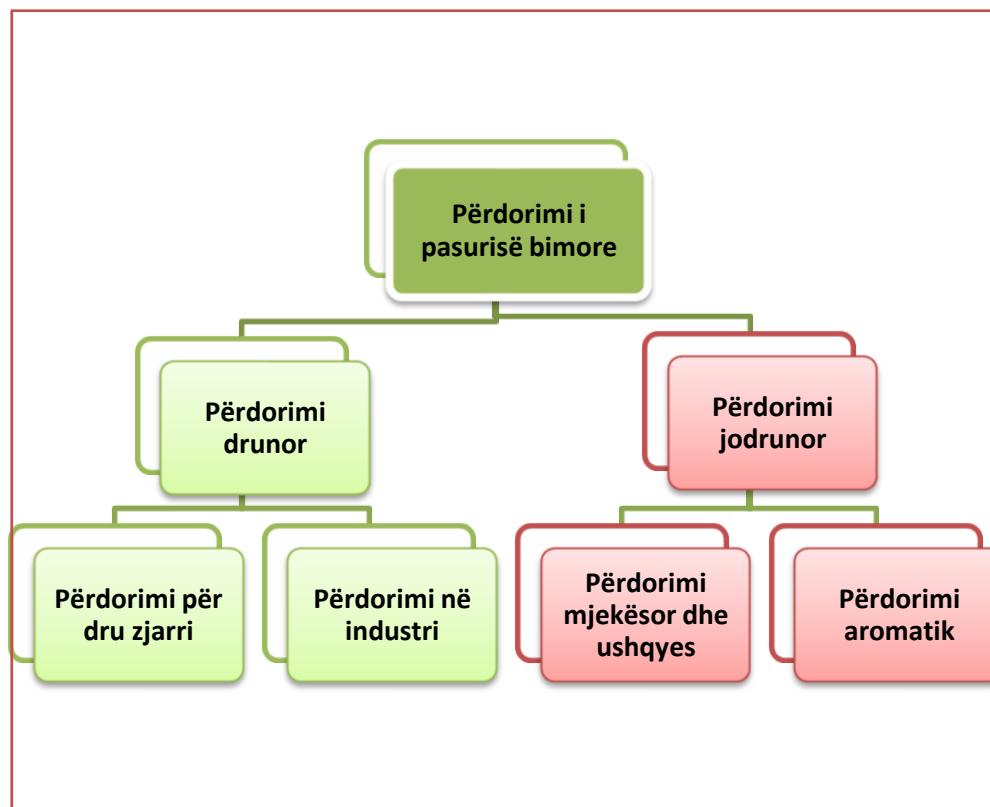 Përdorimi i
pasurisë bimore
Përdorimi
drunor
Përdorimi
jodrunor
Përdorimi për
dru zjarri
Përdorimi në
industri
Përdorimi
mjekësor dhe
ushqyes
Përdorimi
aromatik